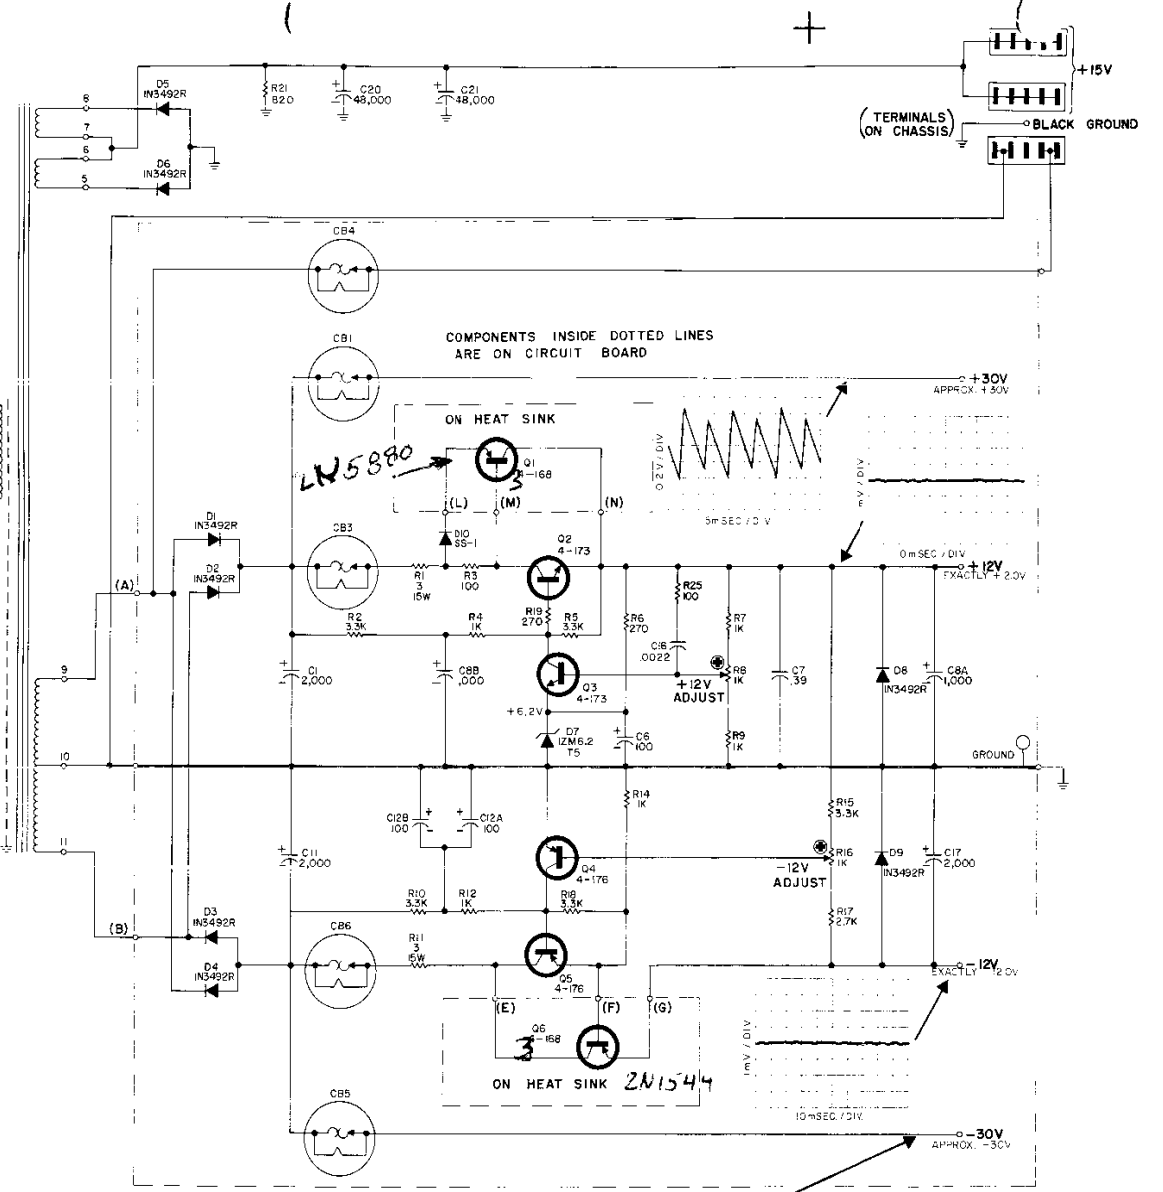 +15V
(TERMINALS ON CHASSIS)
BLACK GROUND
8
7
6
5
D5
IN3492R
D6
IN3492R
R21
820
C20
48,000
C21
48,000
CB4
CB1
COMPONENTS INSIDE DOTTED LINES
ARE ON CIRCUIT BOARD
+30V
APPROX. +30V
ON HEAT SINK
Q1
4-168
3
(L)
(M)
(N)
0.2V/DIV
5mSEC/DIV
V/DIV
0mSEC/DIV
D1
IN3492R
D2
IN3492R
CB3
D10
SS-1
Q2
4-173
+12V
EXACTLY +2.0V
(A)
R1
3
15W
R3
100
R2
3.3K
R4
1K
R19
270
R5
3.3K
R6
270
R25
100
C16
.0022
R7
1K
R8
1K
R9
1K
C7
.39
D8
IN3492R
C8A
1,000
9
C1
2,000
C8B
,000
Q3
4-173
+12V
ADJUST
+6.2V
D7
IZM6.2
T5
C6
100
10
GROUND
R14
1K
C12B
100
C12A
100
R15
3.3K
R16
1K
R17
2.7K
11
C11
2,000
Q4
4-176
-12V
ADJUST
D9
IN3492R
C17
2,000
R10
3.3K
R12
1K
R18
3.3K
(B)
D3
IN3492R
D4
IN3492R
CB6
R11
3
15W
Q5
4-176
-12V
EXACTLY -12.0V
(E)
(F)
(G)
Q6
-168
3
ON HEAT SINK
2N1544
1mV/DIV
10mSEC./DIV.
CB5
-30V
APPROX. -30V